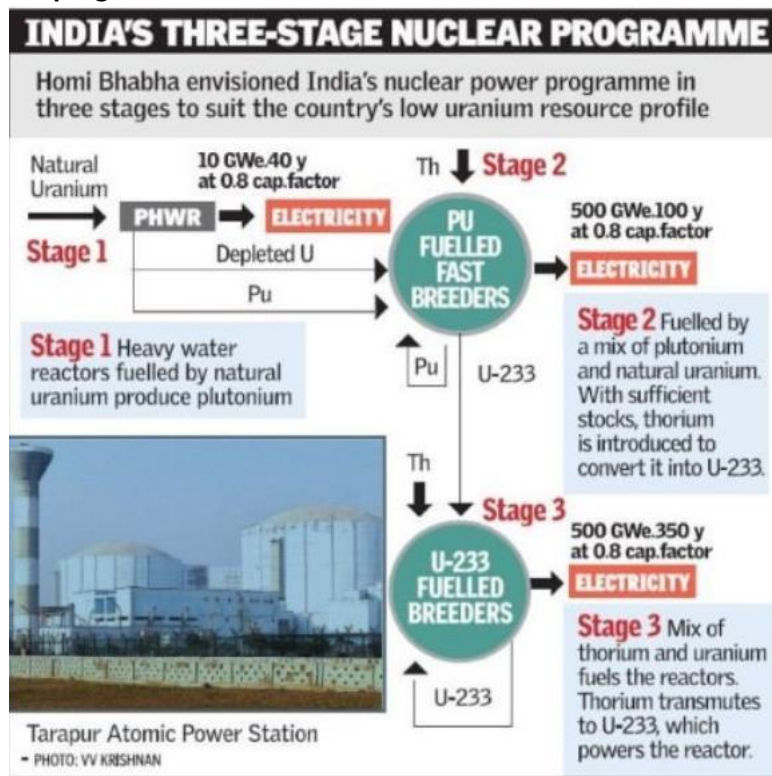 INDIA'S THREE-STAGE NUCLEAR PROGRAMME
Homi Bhabha envisioned India's nuclear power programme in
three stages to suit the country's low uranium resource profile
Natural
Uranium
10 GWe.40 y
at 0.8 cap.factor
PHWR
ELECTRICITY
Stage 1
Depleted U
Pu
Th
Stage 2
PU
FUELLED
FAST
BREEDERS
500 GWe.100 y
at 0.8 cap.factor
ELECTRICITY
Stage 1 Heavy water
reactors fuelled by natural
uranium produce plutonium
Pu
U-233
Stage 2 Fuelled by
a mix of plutonium
and natural uranium.
With sufficient
stocks, thorium
is introduced to
convert it into U-233.
Th
Stage 3
U-233
FUELLED
BREEDERS
500 GWe.350 y
at 0.8 cap.factor
ELECTRICITY
U-233
Stage 3 Mix of
thorium and uranium
fuels the reactors.
Thorium transmutes
to U-233, which
powers the reactor.
Tarapur Atomic Power Station
- PHOTO: VV KRISHNAN